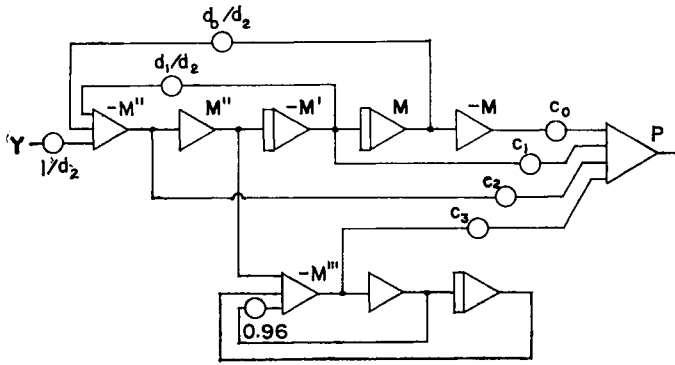 d₀/d₂
d₁/d₂
-M" M" -M' M -M c₀ P
Y
1/d₂
c₁
c₂
c₃
-M"'
0.96